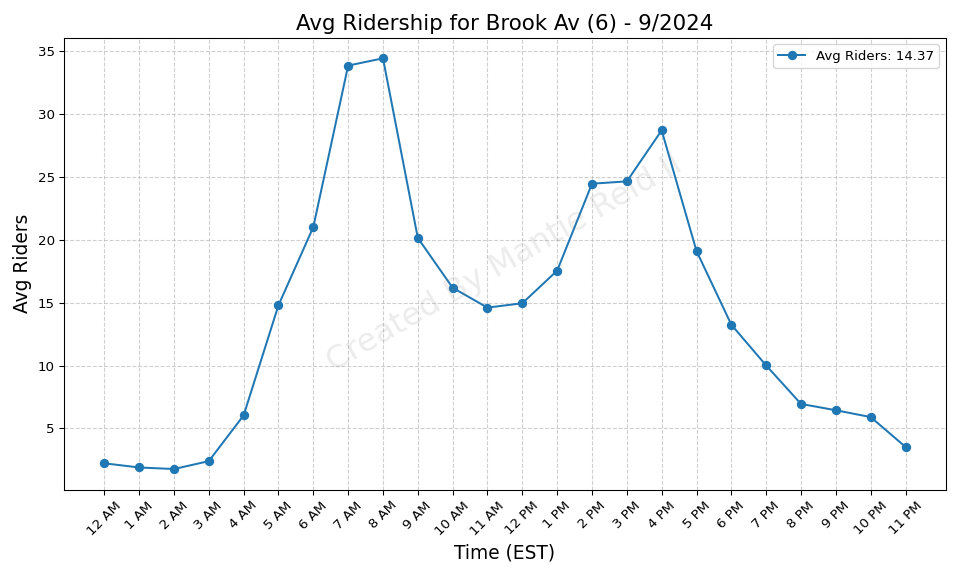 Avg Ridership for Brook Av (6) - 9/2024
Avg Riders: 14.37
Avg Riders
35
30
25
20
15
10
5
Created By Mantie Reid II
12 AM
1 AM
2 AM
3 AM
4 AM
5 AM
6 AM
7 AM
8 AM
9 AM
10 AM
11 AM
12 PM
1 PM
2 PM
3 PM
4 PM
5 PM
6 PM
7 PM
8 PM
9 PM
10 PM
11 PM
Time (EST)